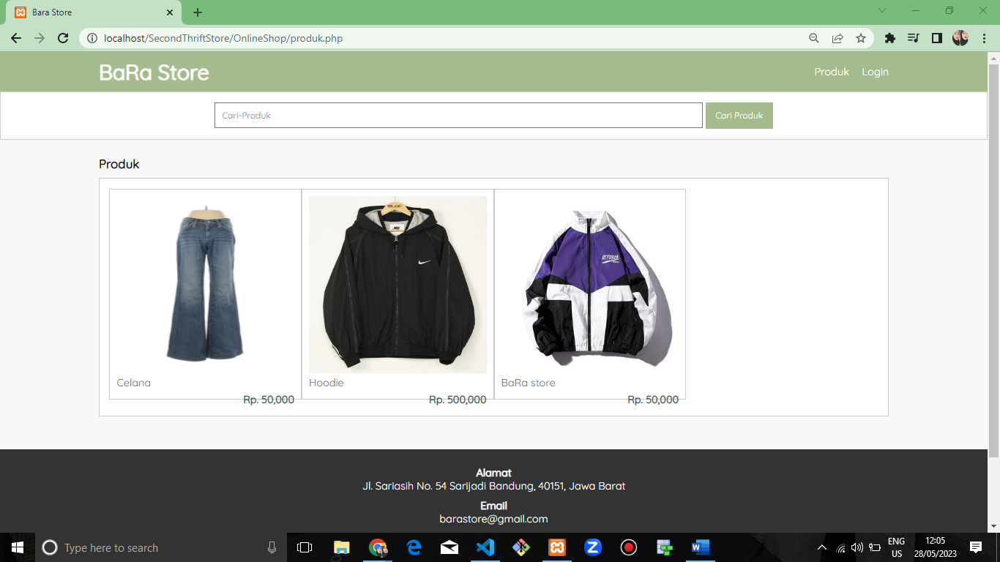 Bara Store
localhost/SecondThriftStore/OnlineShop/produk.php
BaRa Store
Produk Login
Cari-Produk Cari Produk
Produk
Celana
Rp. 50,000
Hoodie
Rp. 500,000
BaRa store
Rp. 50,000
Alamat
Jl. Sariasih No. 54 Sarijadi Bandung, 40151, Jawa Barat
Email
barastore@gmail.com
Type here to search
ENG
US
12:05
28/05/2023